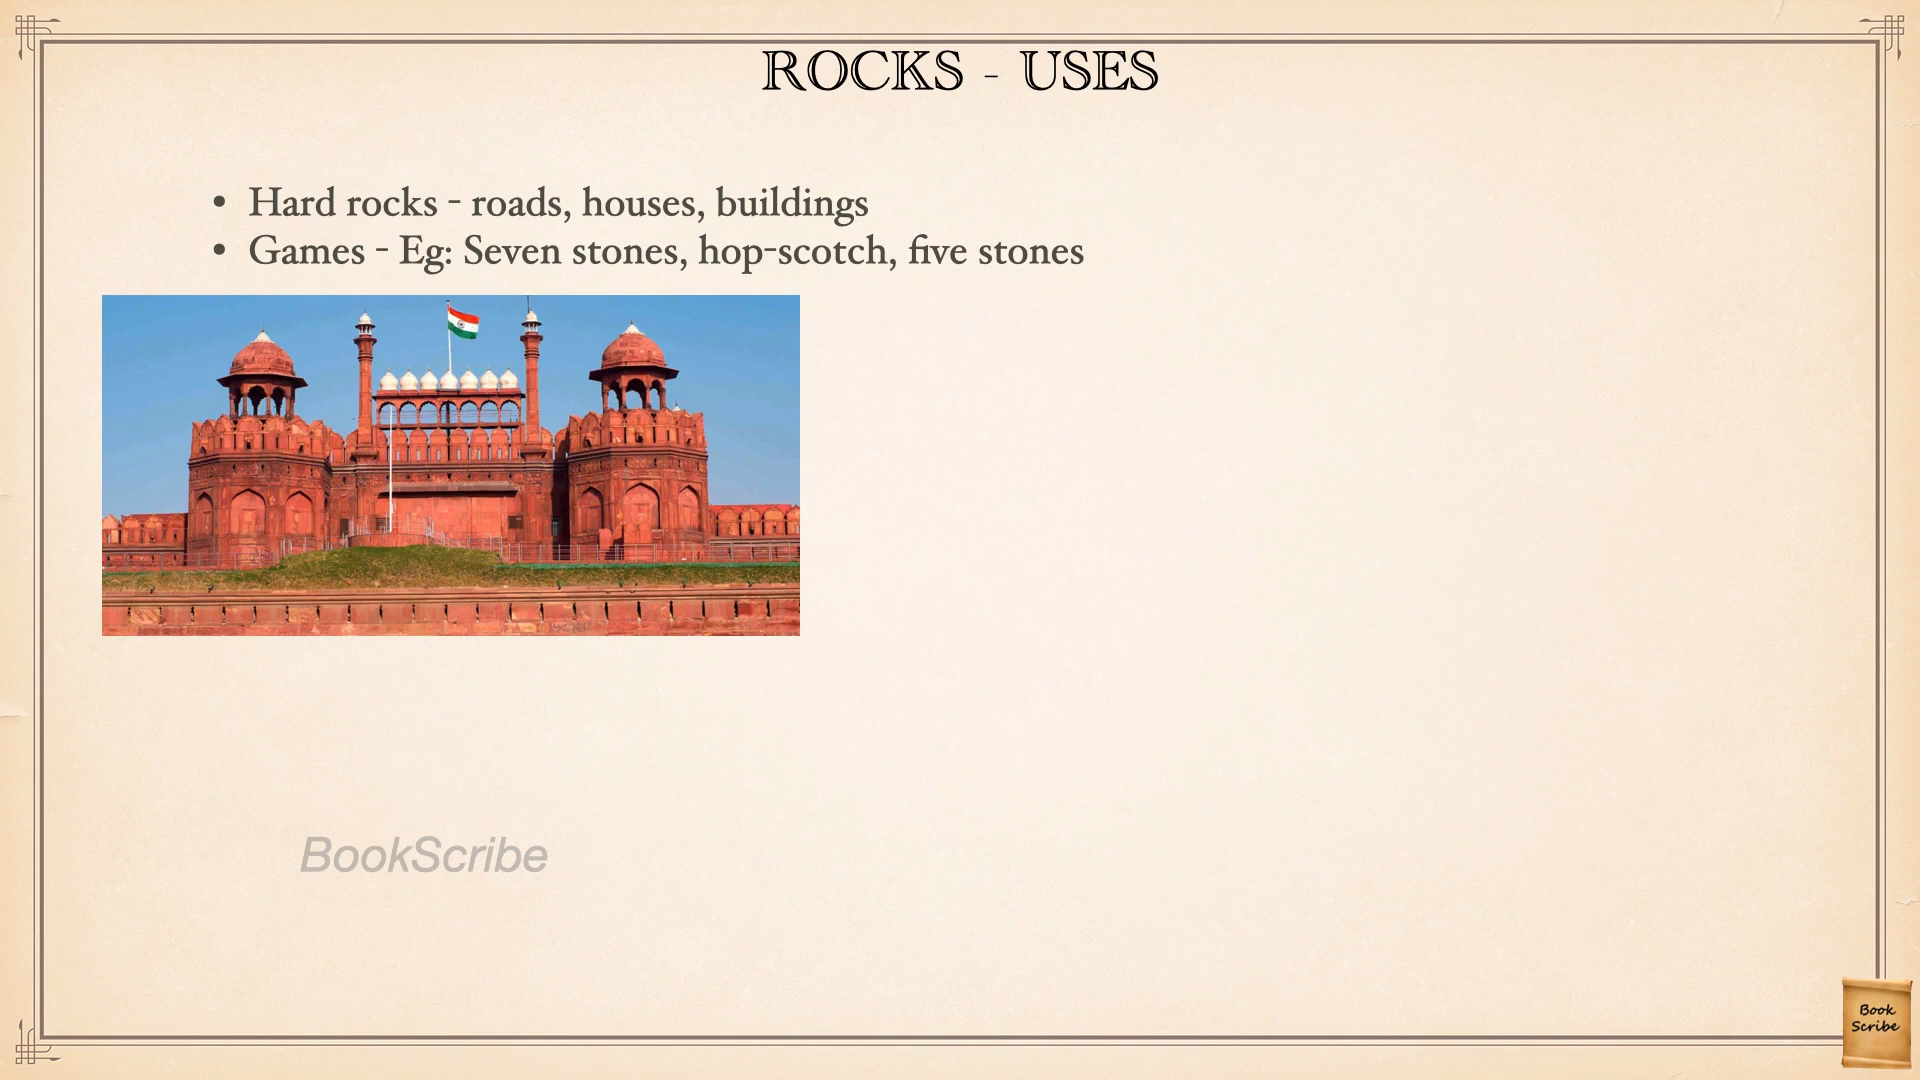 ROCKS - USES
• Hard rocks - roads, houses, buildings
• Games - Eg: Seven stones, hop-scotch, five stones
BookScribe
Book
Scribe